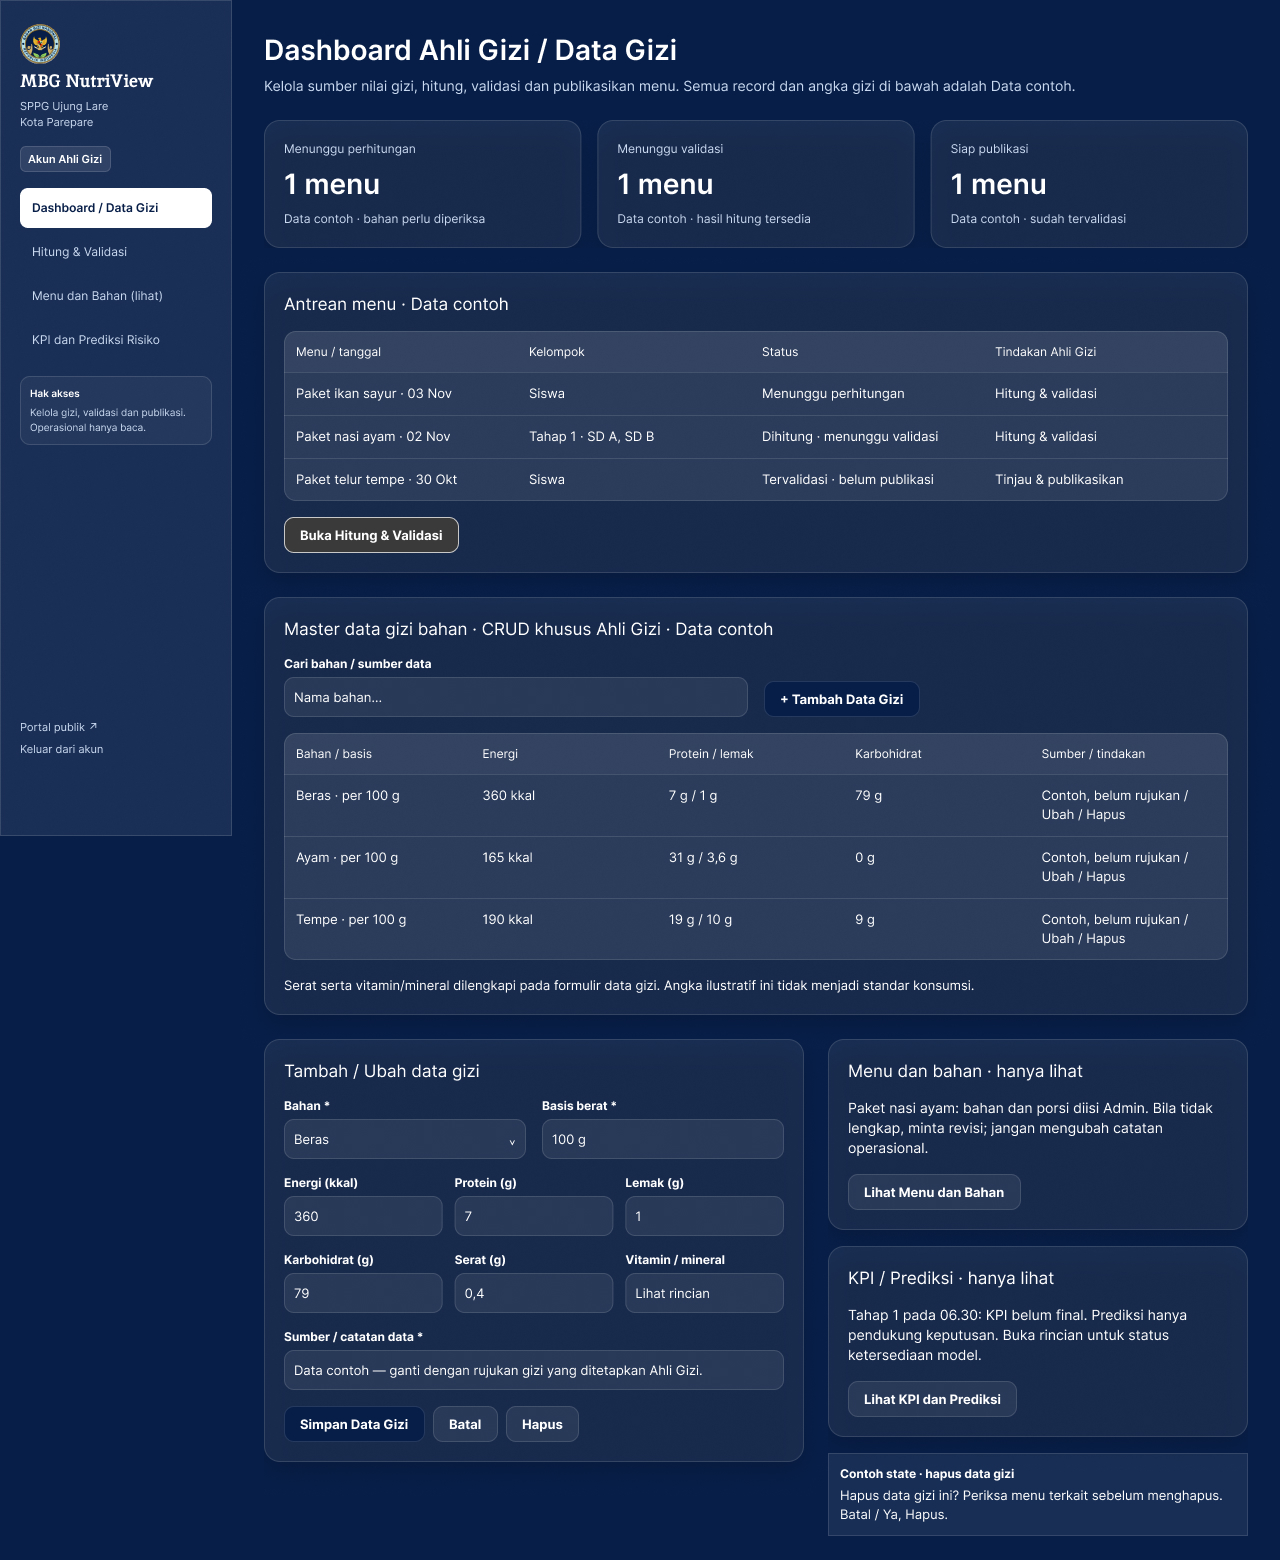 MBG NutriView
SPPG Ujung Lare
Kota Parepare
Akun Ahli Gizi
Dashboard / Data Gizi
Hitung & Validasi
Menu dan Bahan (lihat)
KPI dan Prediksi Risiko
Hak akses
Kelola gizi, validasi dan publikasi.
Operasional hanya baca.
Portal publik ↗
Keluar dari akun
Dashboard Ahli Gizi / Data Gizi
Kelola sumber nilai gizi, hitung, validasi dan publikasikan menu. Semua record dan angka gizi di bawah adalah Data contoh.
Menunggu perhitungan
1 menu
Data contoh · bahan perlu diperiksa
Menunggu validasi
1 menu
Data contoh · hasil hitung tersedia
Siap publikasi
1 menu
Data contoh · sudah tervalidasi
Antrean menu · Data contoh
Menu / tanggal Kelompok Status Tindakan Ahli Gizi
Paket ikan sayur · 03 Nov Siswa Menunggu perhitungan Hitung & validasi
Paket nasi ayam · 02 Nov Tahap 1 · SD A, SD B Dihitung · menunggu validasi Hitung & validasi
Paket telur tempe · 30 Okt Siswa Tervalidasi · belum publikasi Tinjau & publikasikan
Buka Hitung & Validasi
Master data gizi bahan · CRUD khusus Ahli Gizi · Data contoh
Cari bahan / sumber data
Nama bahan...
+ Tambah Data Gizi
Bahan / basis Energi Protein / lemak Karbohidrat Sumber / tindakan
Beras · per 100 g 360 kkal 7 g / 1 g 79 g Contoh, belum rujukan /
Ubah / Hapus
Ayam · per 100 g 165 kkal 31 g / 3,6 g 0 g Contoh, belum rujukan /
Ubah / Hapus
Tempe · per 100 g 190 kkal 19 g / 10 g 9 g Contoh, belum rujukan /
Ubah / Hapus
Serat serta vitamin/mineral dilengkapi pada formulir data gizi. Angka ilustratif ini tidak menjadi standar konsumsi.
Tambah / Ubah data gizi
Bahan * Basis berat *
Beras 100 g
Energi (kkal) Protein (g) Lemak (g)
360 7 1
Karbohidrat (g) Serat (g) Vitamin / mineral
79 0,4 Lihat rincian
Sumber / catatan data *
Data contoh — ganti dengan rujukan gizi yang ditetapkan Ahli Gizi.
Simpan Data Gizi Batal Hapus
Menu dan bahan · hanya lihat
Paket nasi ayam: bahan dan porsi diisi Admin. Bila tidak
lengkap, minta revisi; jangan mengubah catatan
operasional.
Lihat Menu dan Bahan
KPI / Prediksi · hanya lihat
Tahap 1 pada 06.30: KPI belum final. Prediksi hanya
pendukung keputusan. Buka rincian untuk status
ketersediaan model.
Lihat KPI dan Prediksi
Contoh state · hapus data gizi
Hapus data gizi ini? Periksa menu terkait sebelum menghapus.
Batal / Ya, Hapus.